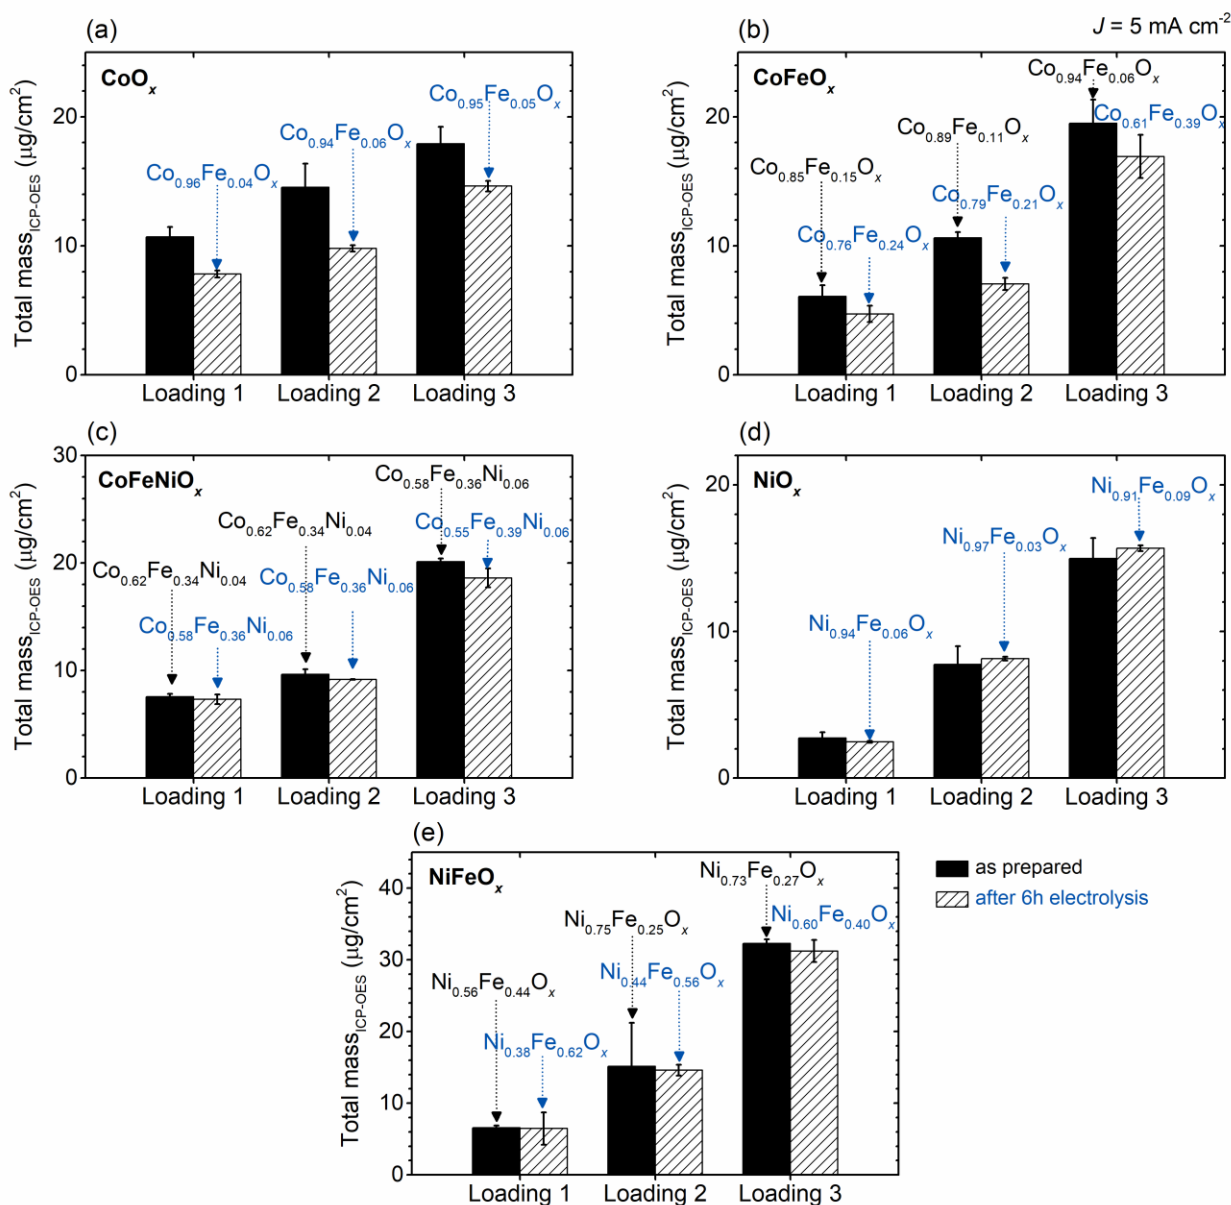 (a)
CoOₓ
Total mass_ICP-OES (µg/cm²)
20
10
0
Co₀.₉₆Fe₀.₀₄Oₓ
Co₀.₉₄Fe₀.₀₆Oₓ
Co₀.₉₅Fe₀.₀₅Oₓ
Loading 1 Loading 2 Loading 3
(b)
J = 5 mA cm⁻²
CoFeOₓ
Total mass_ICP-OES (µg/cm²)
20
10
0
Co₀.₈₅Fe₀.₁₅Oₓ
Co₀.₇₆Fe₀.₂₄Oₓ
Co₀.₈₉Fe₀.₁₁Oₓ
Co₀.₇₉Fe₀.₂₁Oₓ
Co₀.₉₄Fe₀.₀₆Oₓ
Co₀.₆₁Fe₀.₃₉Oₓ
Loading 1 Loading 2 Loading 3
(c)
CoFeNiOₓ
Total mass_ICP-OES (µg/cm²)
30
20
10
0
Co₀.₆₂Fe₀.₃₄Ni₀.₀₄
Co₀.₅₈Fe₀.₃₆Ni₀.₀₆
Co₀.₆₂Fe₀.₃₄Ni₀.₀₄
Co₀.₅₈Fe₀.₃₆Ni₀.₀₆
Co₀.₅₈Fe₀.₃₆Ni₀.₀₆
Co₀.₅₅Fe₀.₃₉Ni₀.₀₆
Loading 1 Loading 2 Loading 3
(d)
NiOₓ
Total mass_ICP-OES (µg/cm²)
20
10
0
Ni₀.₉₄Fe₀.₀₆Oₓ
Ni₀.₉₇Fe₀.₀₃Oₓ
Ni₀.₉₁Fe₀.₀₉Oₓ
Loading 1 Loading 2 Loading 3
(e)
NiFeOₓ
Total mass_ICP-OES (µg/cm²)
40
30
20
10
0
Ni₀.₅₆Fe₀.₄₄Oₓ
Ni₀.₃₈Fe₀.₆₂Oₓ
Ni₀.₇₅Fe₀.₂₅Oₓ
Ni₀.₄₄Fe₀.₅₆Oₓ
Ni₀.₇₃Fe₀.₂₇Oₓ
Ni₀.₆₀Fe₀.₄₀Oₓ
Loading 1 Loading 2 Loading 3
as prepared
after 6h electrolysis